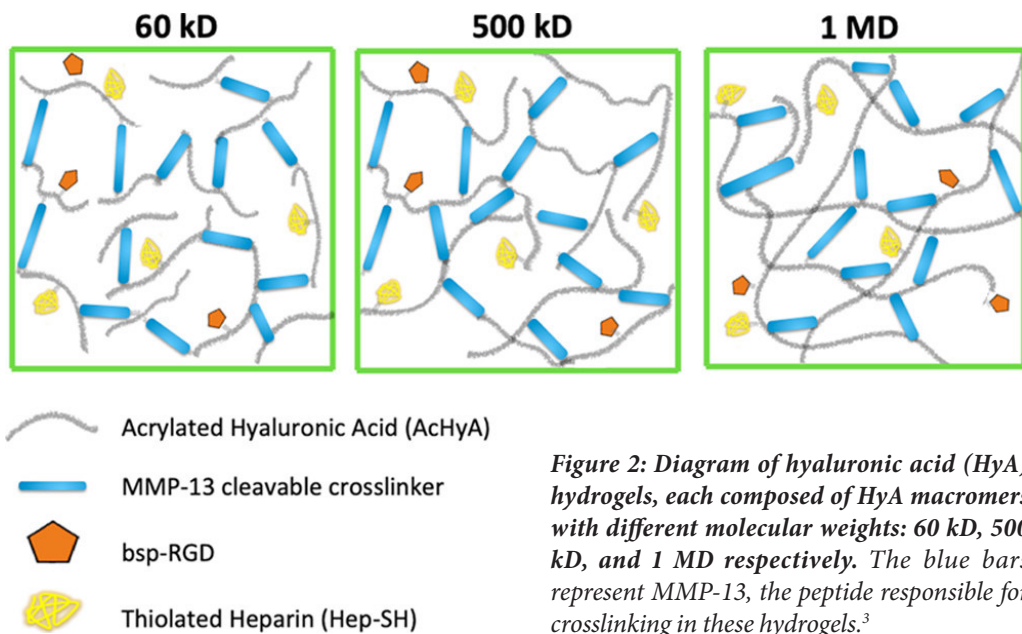 60 kD
500 kD
1 MD
Acrylated Hyaluronic Acid (AcHyA)
MMP-13 cleavable crosslinker
bsp-RGD
Thiolated Heparin (Hep-SH)
Figure 2: Diagram of hyaluronic acid (HyA)
hydrogels, each composed of HyA macromers
with different molecular weights: 60 kD, 500
kD, and 1 MD respectively. The blue bars
represent MMP-13, the peptide responsible for
crosslinking in these hydrogels.³